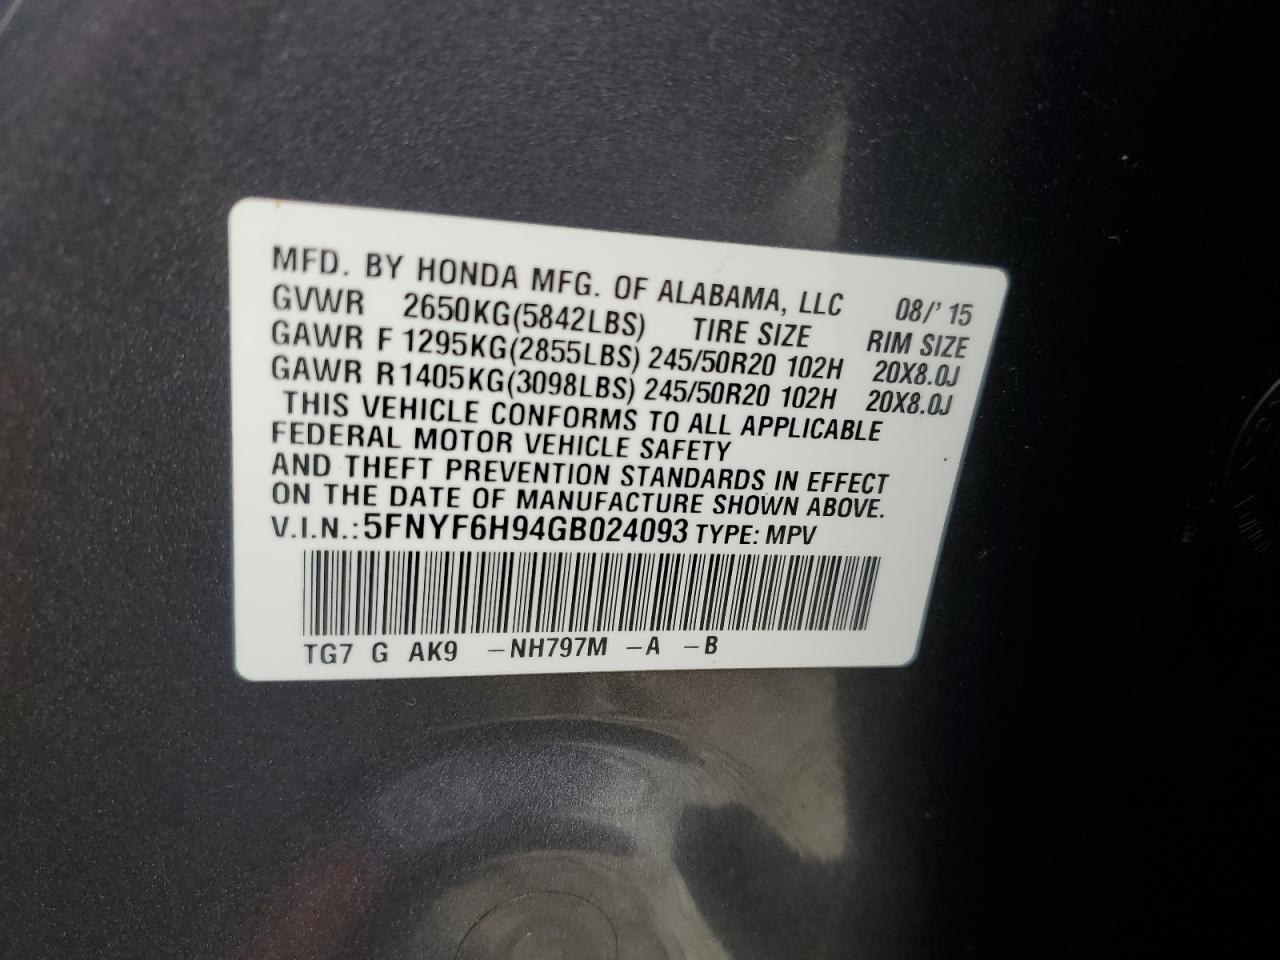 MFD. BY HONDA MFG. OF ALABAMA, LLC 08/'15
GVWR 2650KG(5842LBS) TIRE SIZE RIM SIZE
GAWR F 1295KG(2855LBS) 245/50R20 102H 20X8.0J
GAWR R1405KG(3098LBS) 245/50R20 102H 20X8.0J
THIS VEHICLE CONFORMS TO ALL APPLICABLE
FEDERAL MOTOR VEHICLE SAFETY
AND THEFT PREVENTION STANDARDS IN EFFECT
ON THE DATE OF MANUFACTURE SHOWN ABOVE.
V.I.N.:5FNYF6H94GB024093 TYPE: MPV
TG7 G AK9 -NH797M -A -B